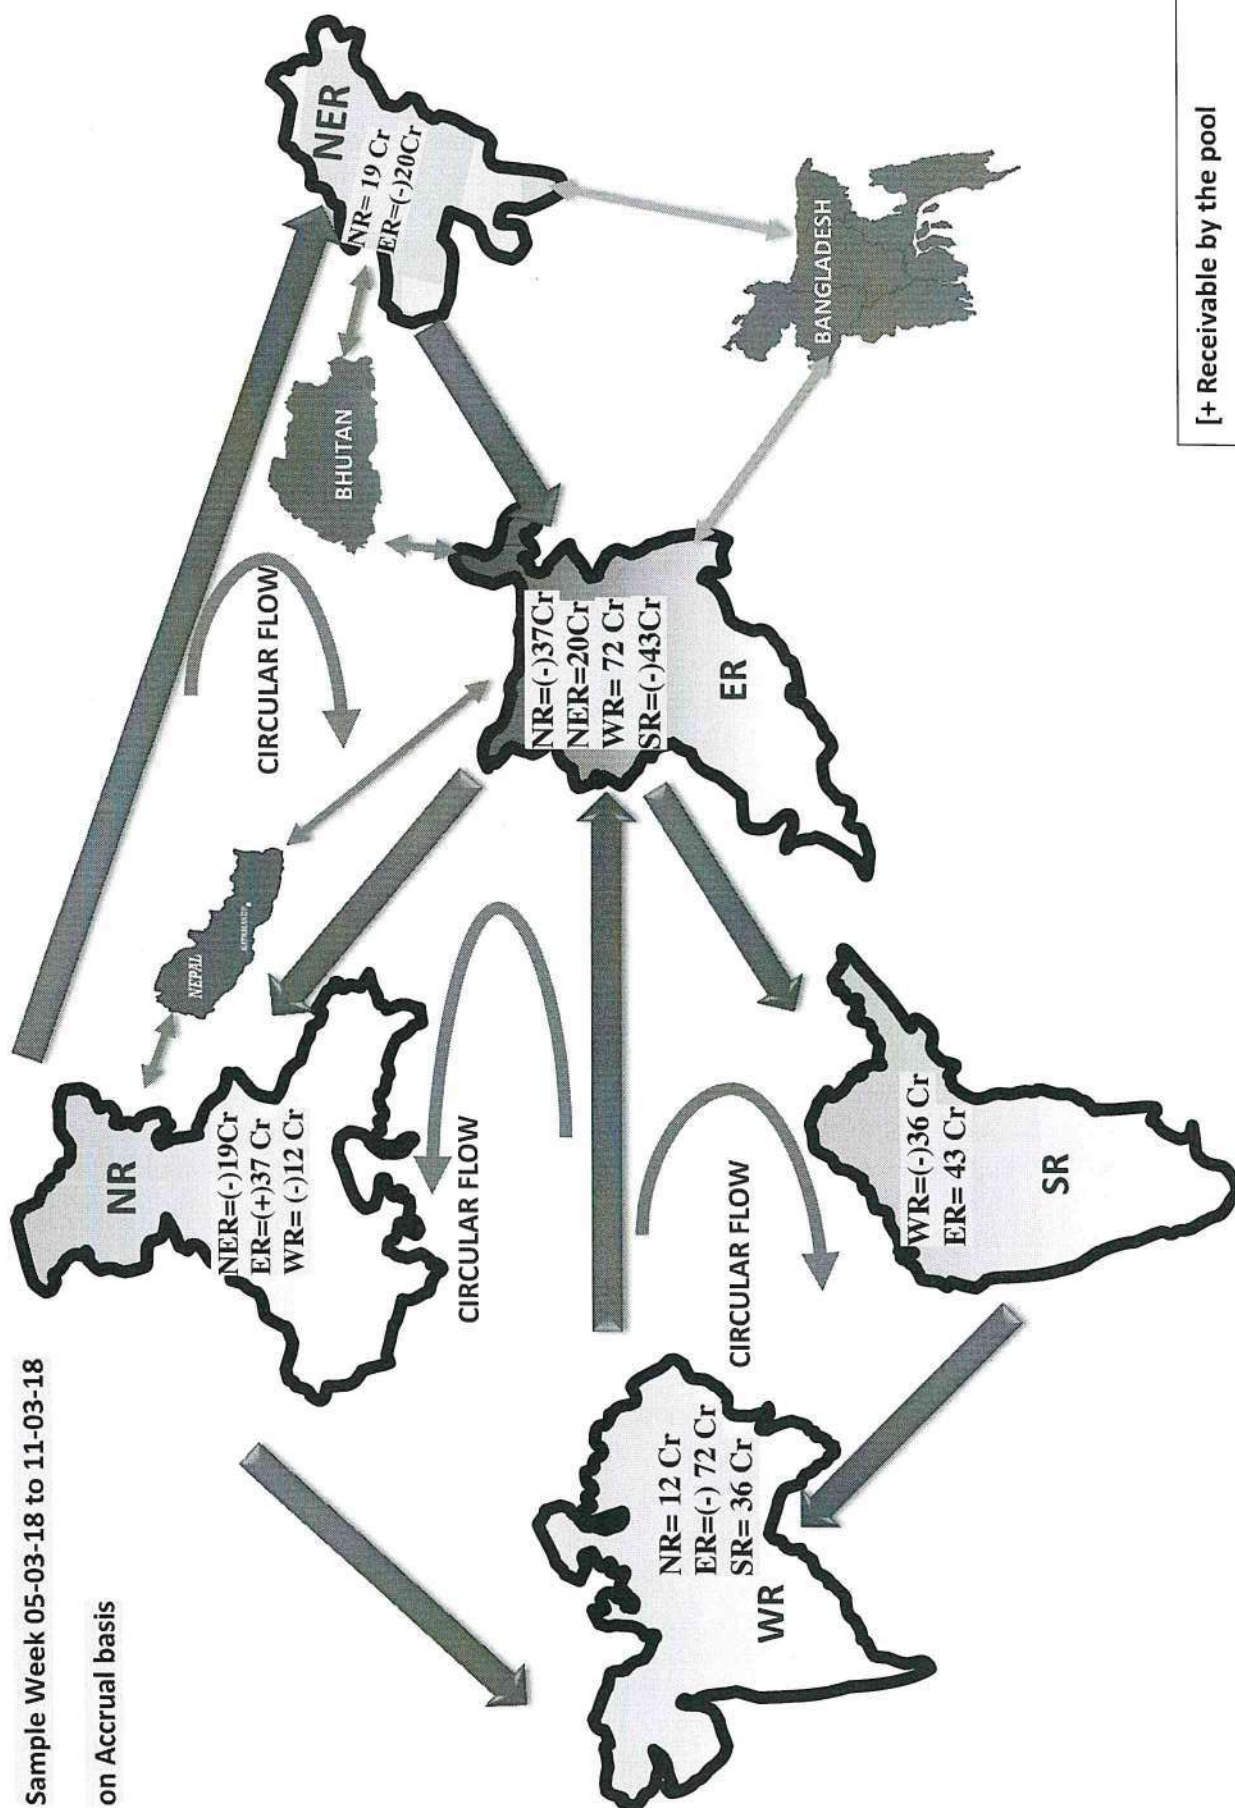 Sample Week 05-03-18 to 11-03-18
on Accrual basis
NR
NER=(-)19Cr
ER=(+)37 Cr
WR= (-)12 Cr
NEPAL
CIRCULAR FLOW
BHUTAN
NER
NR= 19 Cr
ER=(-)20Cr
CIRCULAR FLOW
NR=(-)37Cr
NER=20Cr
WR= 72 Cr
SR=(-)43Cr
ER
BANGLADESH
NR= 12 Cr
ER=(-) 72 Cr
SR= 36 Cr
WR
CIRCULAR FLOW
WR=(-)36 Cr
ER= 43 Cr
SR
[+ Receivable by the pool